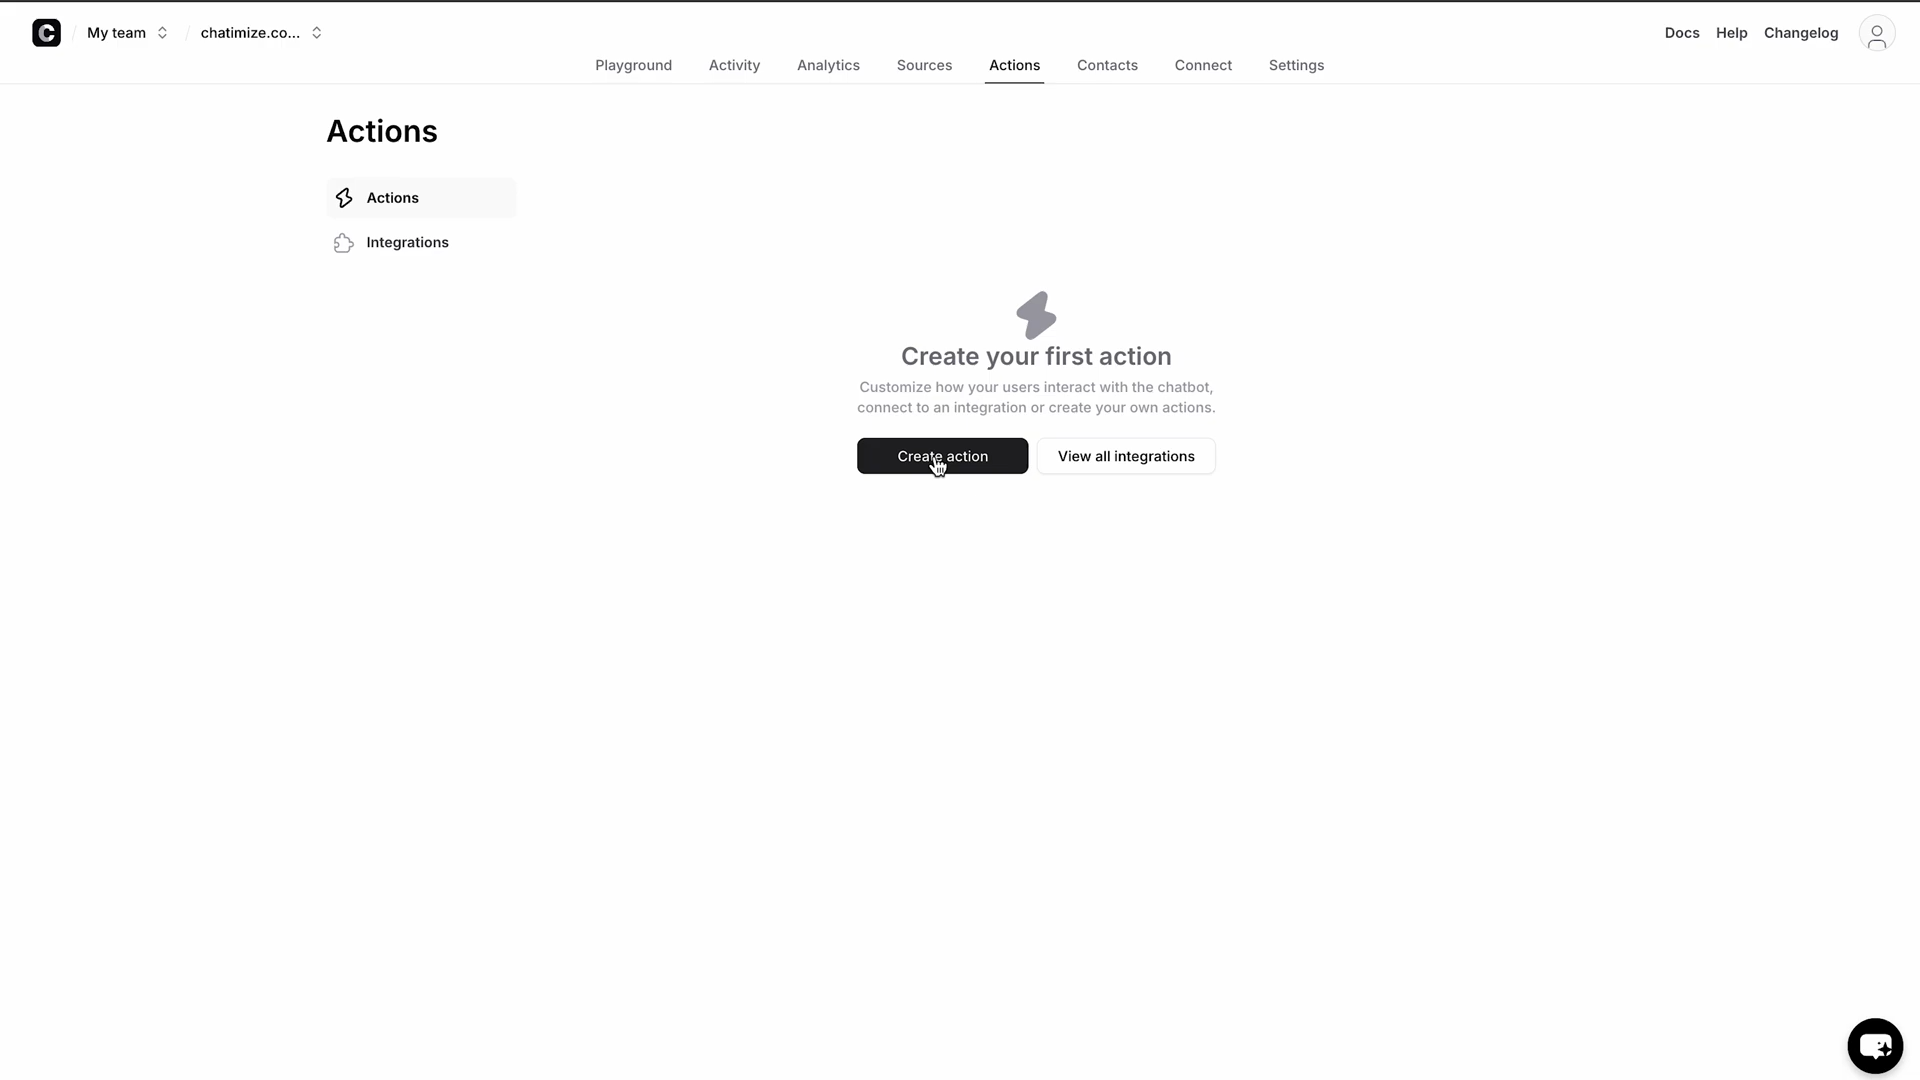 C
My team
chatimize.co...
Docs
Help
Changelog
Playground
Activity
Analytics
Sources
Actions
Contacts
Connect
Settings
Actions
Actions
Integrations
Create your first action
Customize how your users interact with the chatbot,
connect to an integration or create your own actions.
Create action
View all integrations